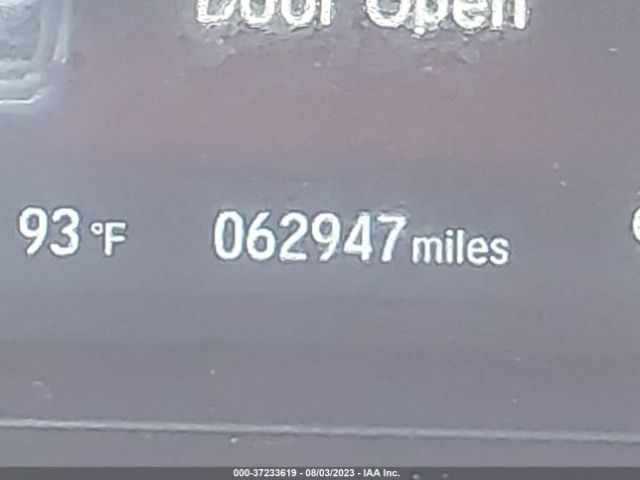 Door Open
93 °F 062947 miles
000-37233619 - 08/03/2023 - IAA Inc.